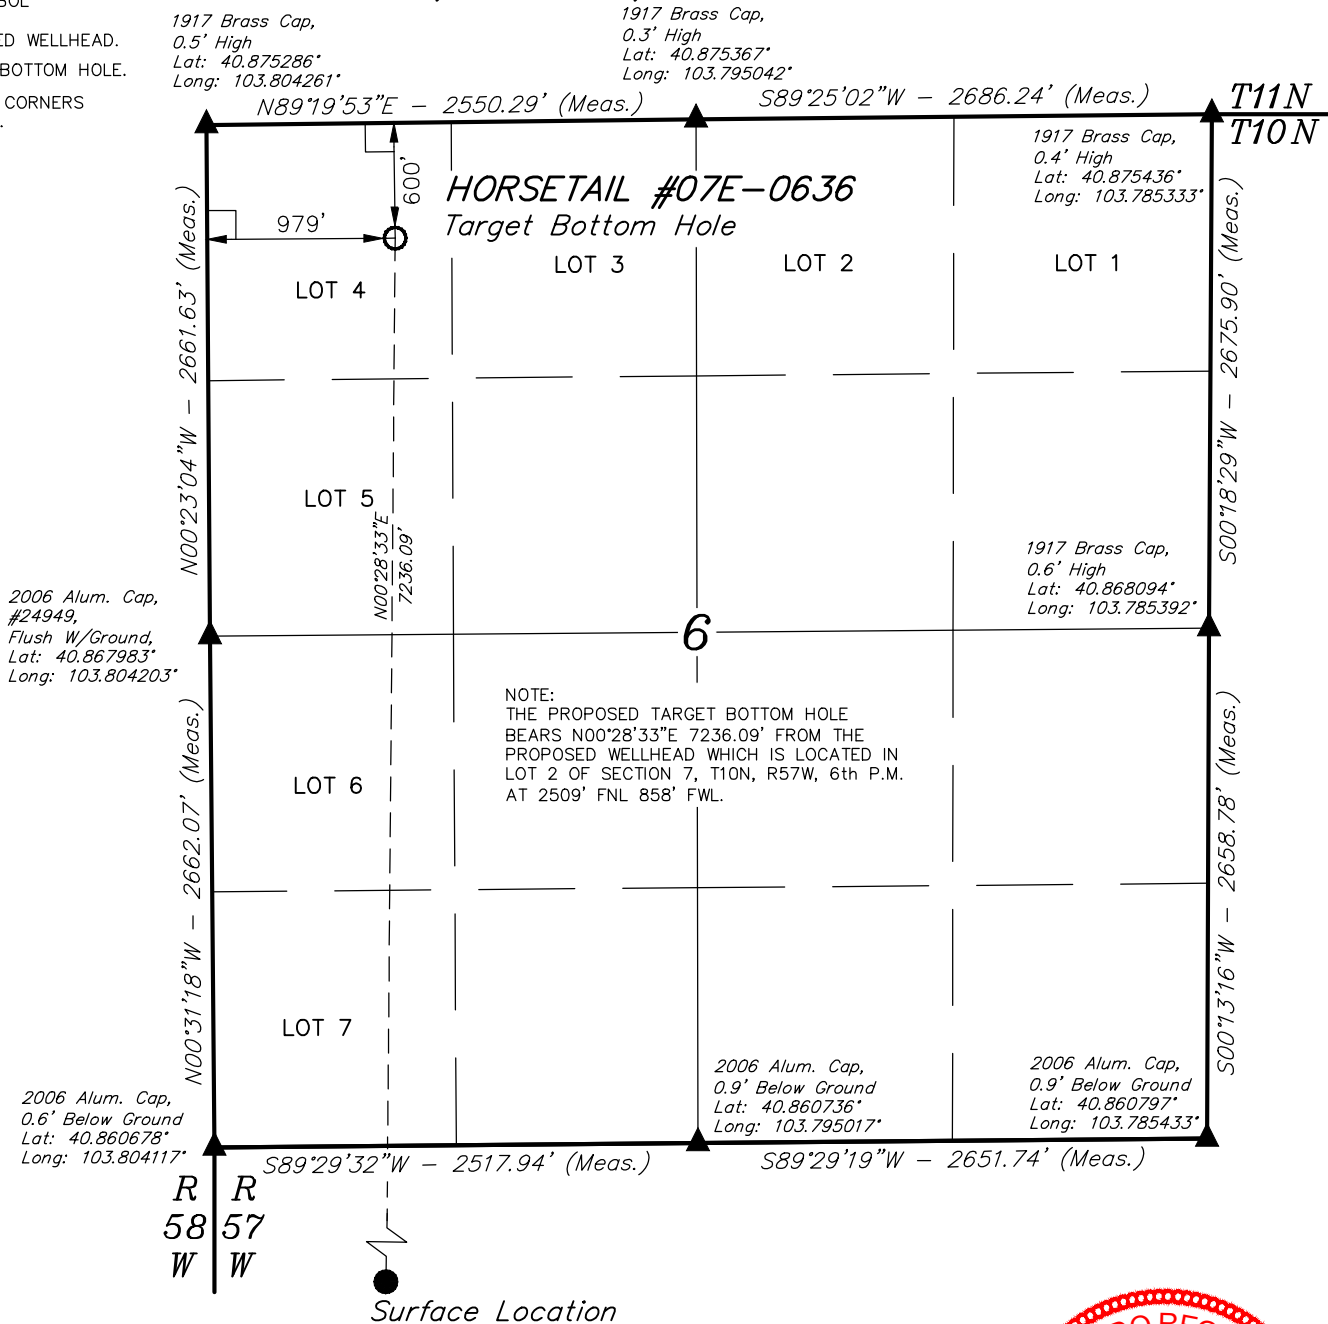 ED WELLHEAD.
BOTTOM HOLE.
CORNERS
1917 Brass Cap,
0.5' High
Lat: 40.875286°
Long: 103.804261°
1917 Brass Cap,
0.3' High
Lat: 40.875367°
Long: 103.795042°
N89°19'53"E - 2550.29' (Meas.)
S89°25'02"W - 2686.24' (Meas.)
T11N
T10N
1917 Brass Cap,
0.4' High
Lat: 40.875436°
Long: 103.785333°
600'
979'
HORSETAIL #07E-0636
Target Bottom Hole
LOT 4
LOT 3
LOT 2
LOT 1
N00°23'04"W - 2661.63' (Meas.)
S00°18'29"W - 2675.90' (Meas.)
LOT 5
N00°28'33"E
7236.09'
1917 Brass Cap,
0.6' High
Lat: 40.868094°
Long: 103.785392°
2006 Alum. Cap,
#24949,
Flush W/Ground,
Lat: 40.867983°
Long: 103.804203°
6
NOTE:
THE PROPOSED TARGET BOTTOM HOLE
BEARS N00°28'33"E 7236.09' FROM THE
PROPOSED WELLHEAD WHICH IS LOCATED IN
LOT 2 OF SECTION 7, T10N, R57W, 6th P.M.
AT 2509' FNL 858' FWL.
LOT 6
N00°31'18"W - 2662.07' (Meas.)
S00°13'16"W - 2658.78' (Meas.)
LOT 7
2006 Alum. Cap,
0.6' Below Ground
Lat: 40.860678°
Long: 103.804117°
2006 Alum. Cap,
0.9' Below Ground
Lat: 40.860736°
Long: 103.795017°
2006 Alum. Cap,
0.9' Below Ground
Lat: 40.860797°
Long: 103.785433°
S89°29'32"W - 2517.94' (Meas.)
S89°29'19"W - 2651.74' (Meas.)
R R
58 57
W W
Surface Location